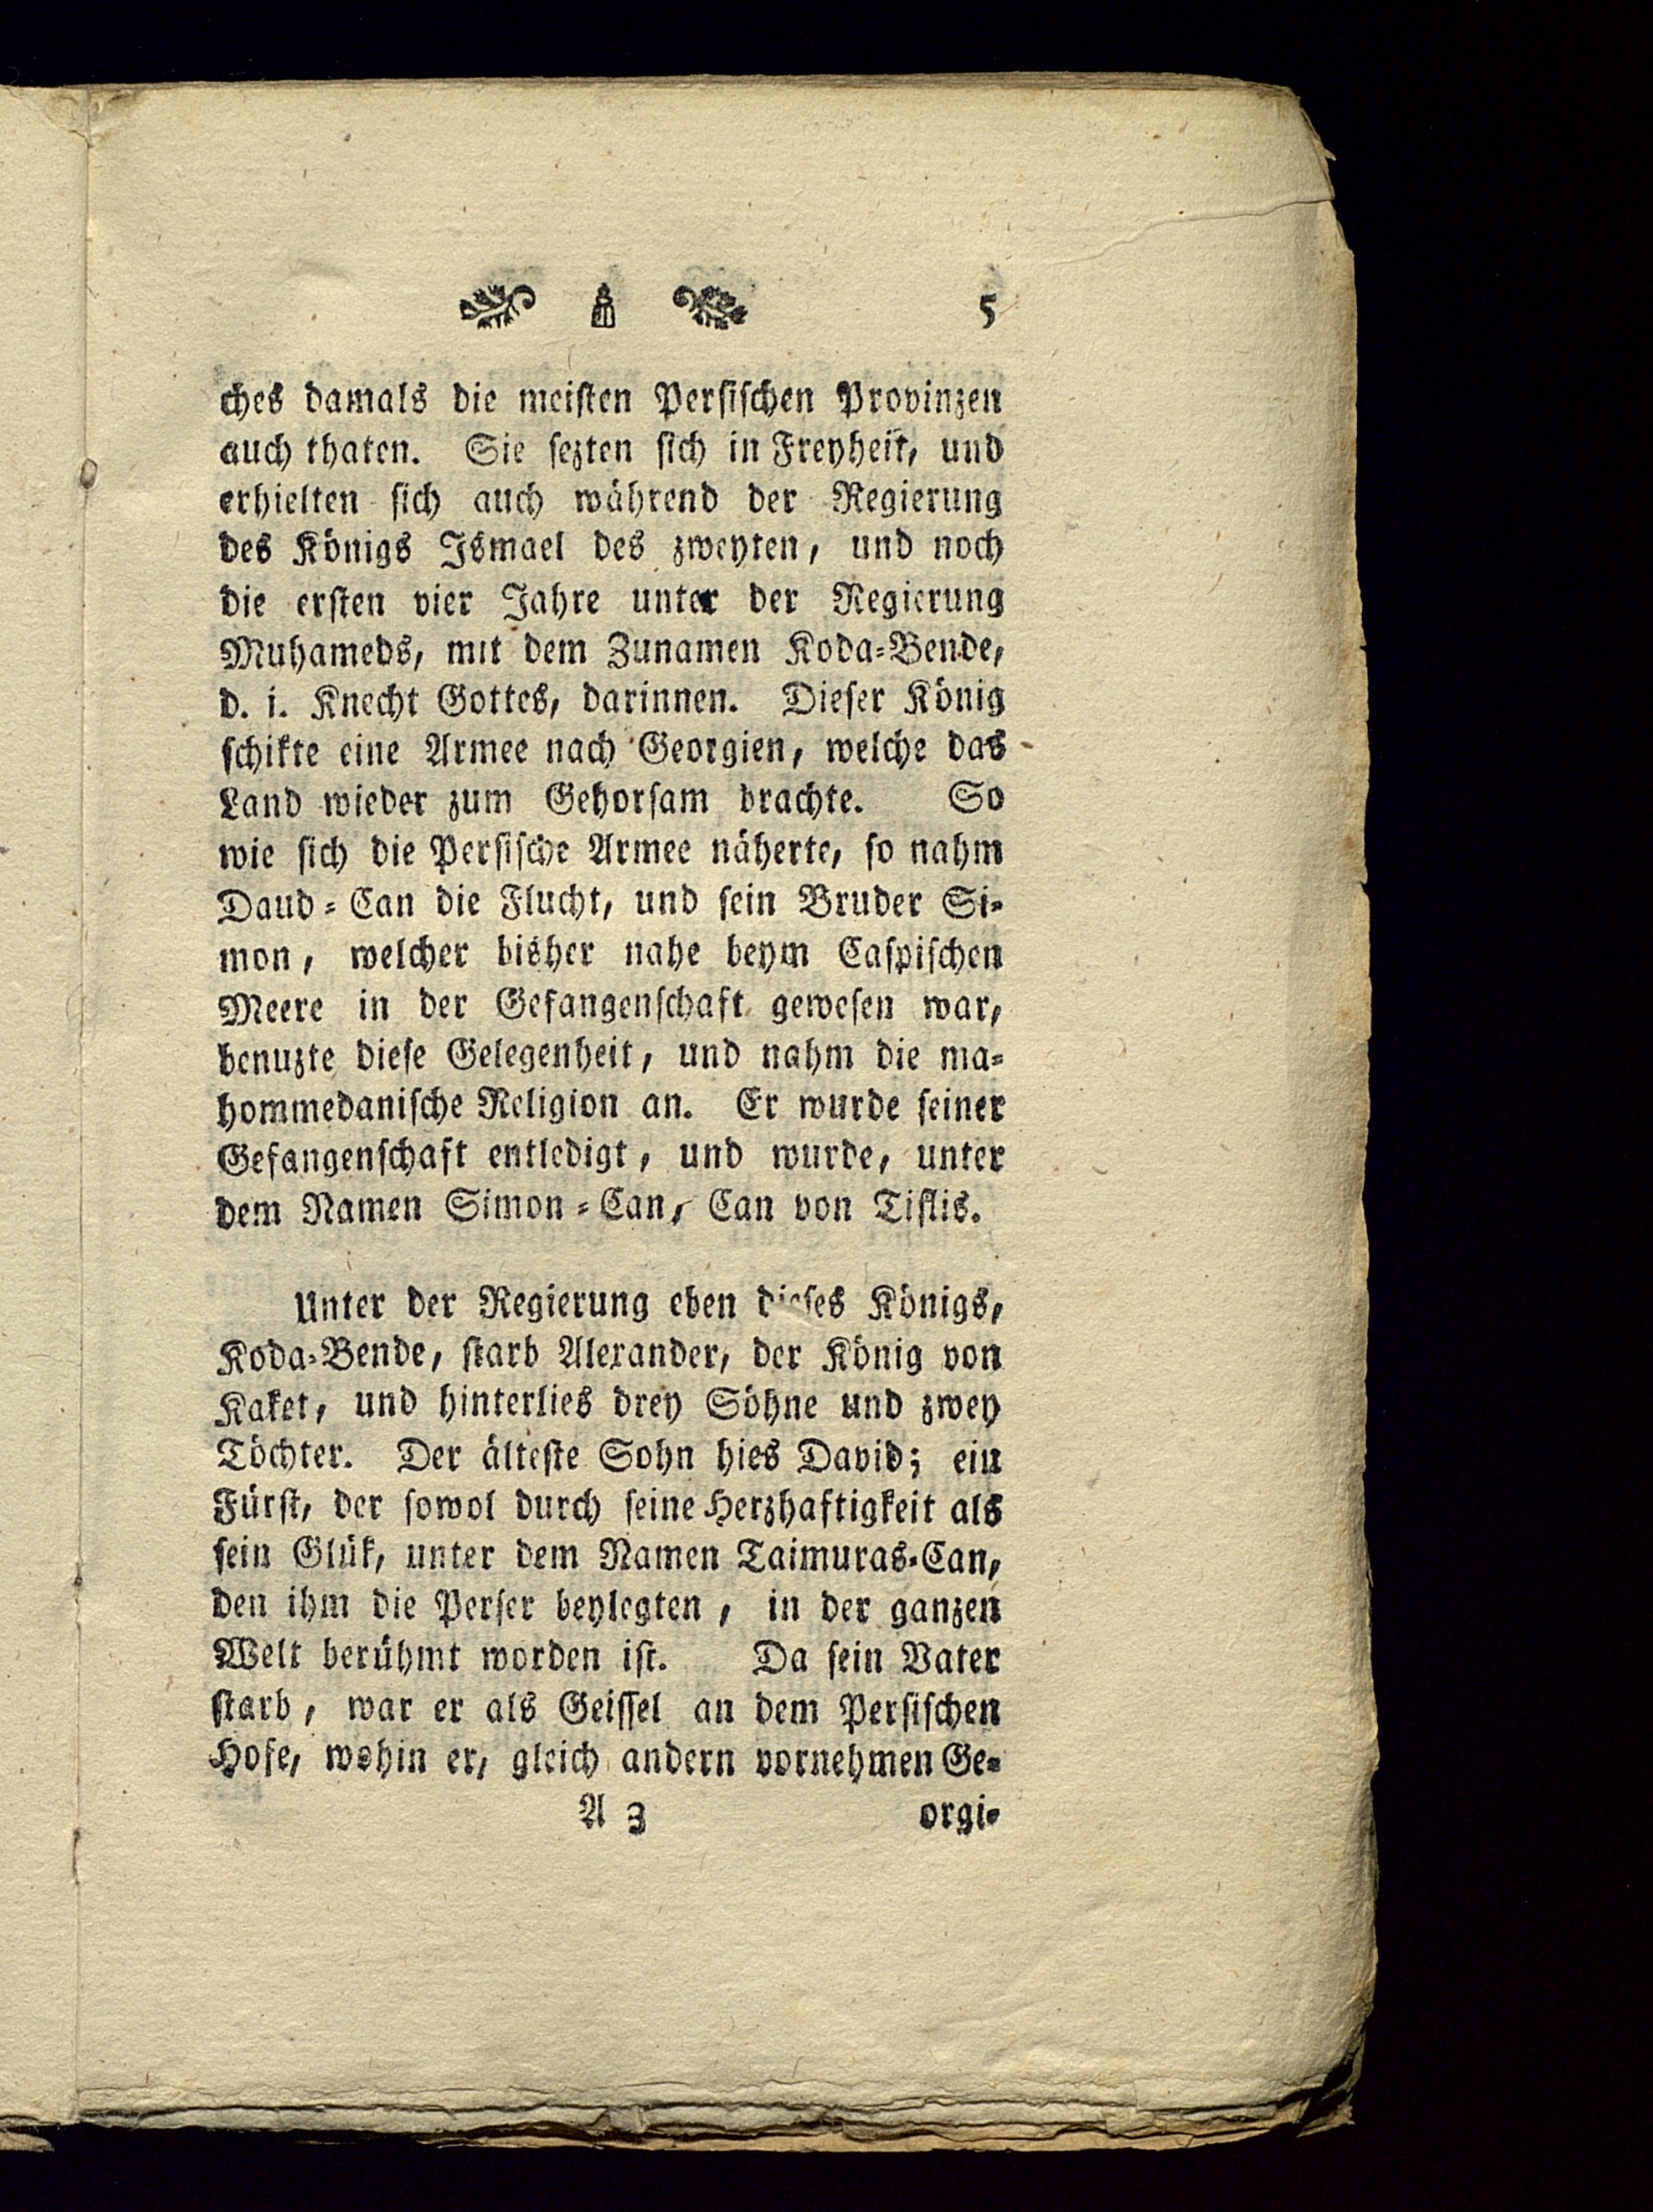 5
ches damals die meisten Persischen Provinzen
auch thaten. Sie sezten sich in Freyheit, und
erhielten sich auch während der Regierung
des Königs Ismael des zweyten, und noch
die ersten vier Jahre unter der Regierung
Muhameds, mit dem Zunamen Koda-Bende,
d. i. Knecht Gottes, darinnen. Dieser König
schikte eine Armee nach Georgien, welche das
Land wieder zum Gehorsam brachte. So
wie sich die Persische Armee näherte, so nahm
Daud-Can die Flucht, und sein Bruder Si-
mon, welcher bisher nahe beym Caspischen
Meere in der Gefangenschaft gewesen war,
benuzte diese Gelegenheit, und nahm die ma-
hommedanische Religion an. Er wurde seiner
Gefangenschaft entledigt, und wurde, unter
dem Namen Simon-Can, Can von Tiflis.
Unter der Regierung eben dieses Königs,
Koda-Bende, starb Alexander, der König von
Kaket, und hinterlies drey Söhne und zwey
Töchter. Der älteste Sohn hies David; ein
Fürst, der sowol durch seine Herzhaftigkeit als
sein Glük, unter dem Namen Taimuras-Can,
den ihm die Perser beylegten, in der ganzen
Welt berühmt worden ist. Da sein Vater
starb, war er als Geissel an dem Persischen
Hofe, wohin er, gleich andern vornehmen Ge-
A 3 orgi-